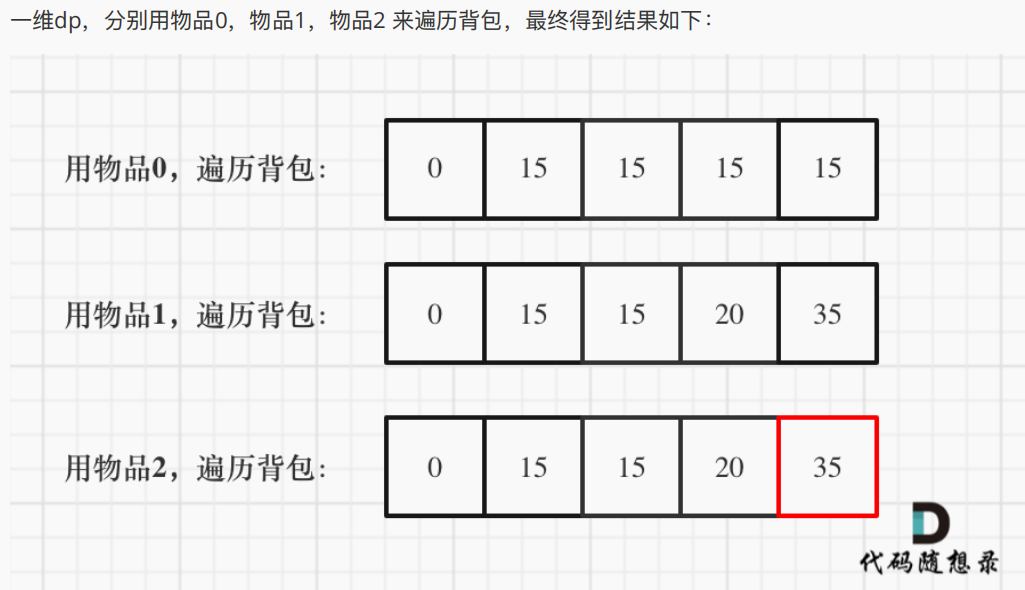 一维dp，分别用物品0，物品1，物品2 来遍历背包，最终得到结果如下：
用物品0，遍历背包: 0 15 15 15 15
用物品1，遍历背包: 0 15 15 20 35
用物品2，遍历背包: 0 15 15 20 35
代码随想录